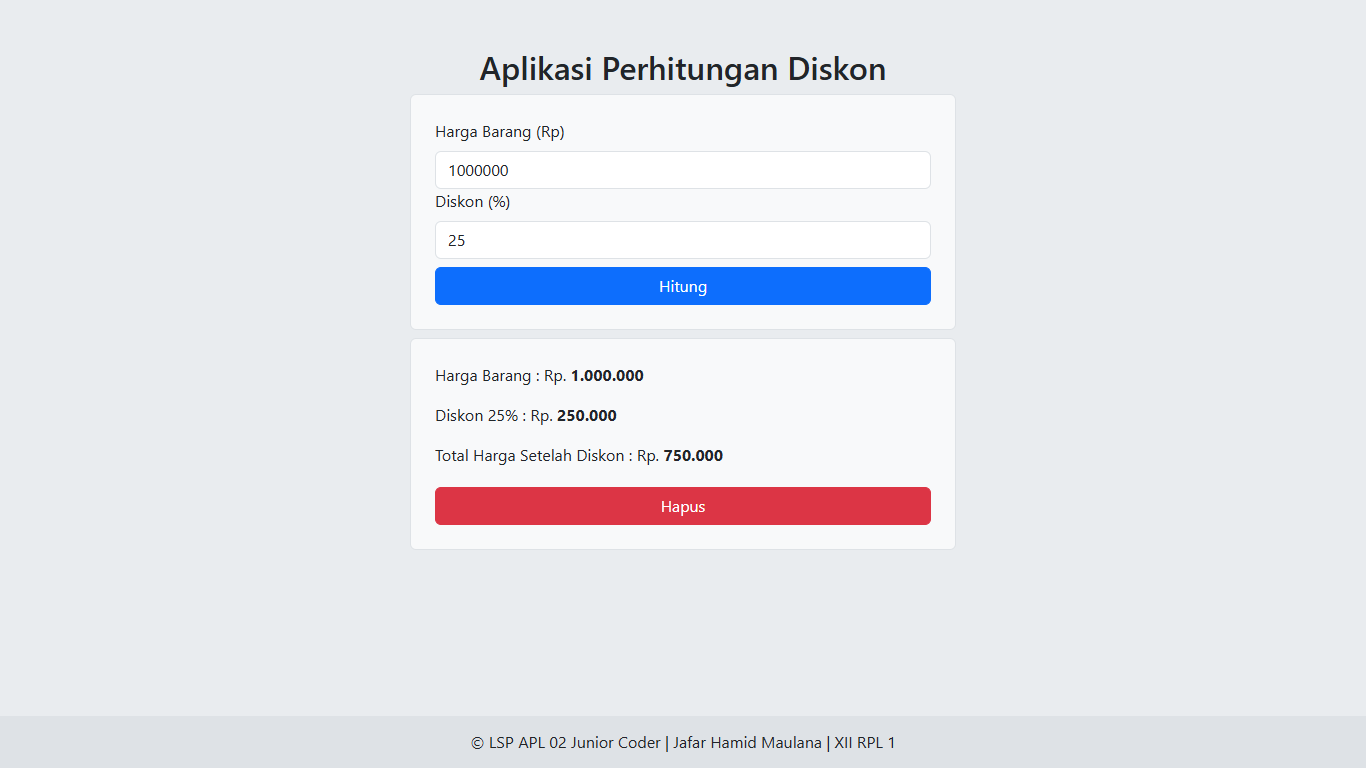 Aplikasi Perhitungan Diskon
Harga Barang (Rp)
1000000
Diskon (%)
25
Hitung
Harga Barang : Rp. 1.000.000
Diskon 25% : Rp. 250.000
Total Harga Setelah Diskon : Rp. 750.000
Hapus
© LSP APL 02 Junior Coder | Jafar Hamid Maulana | XII RPL 1